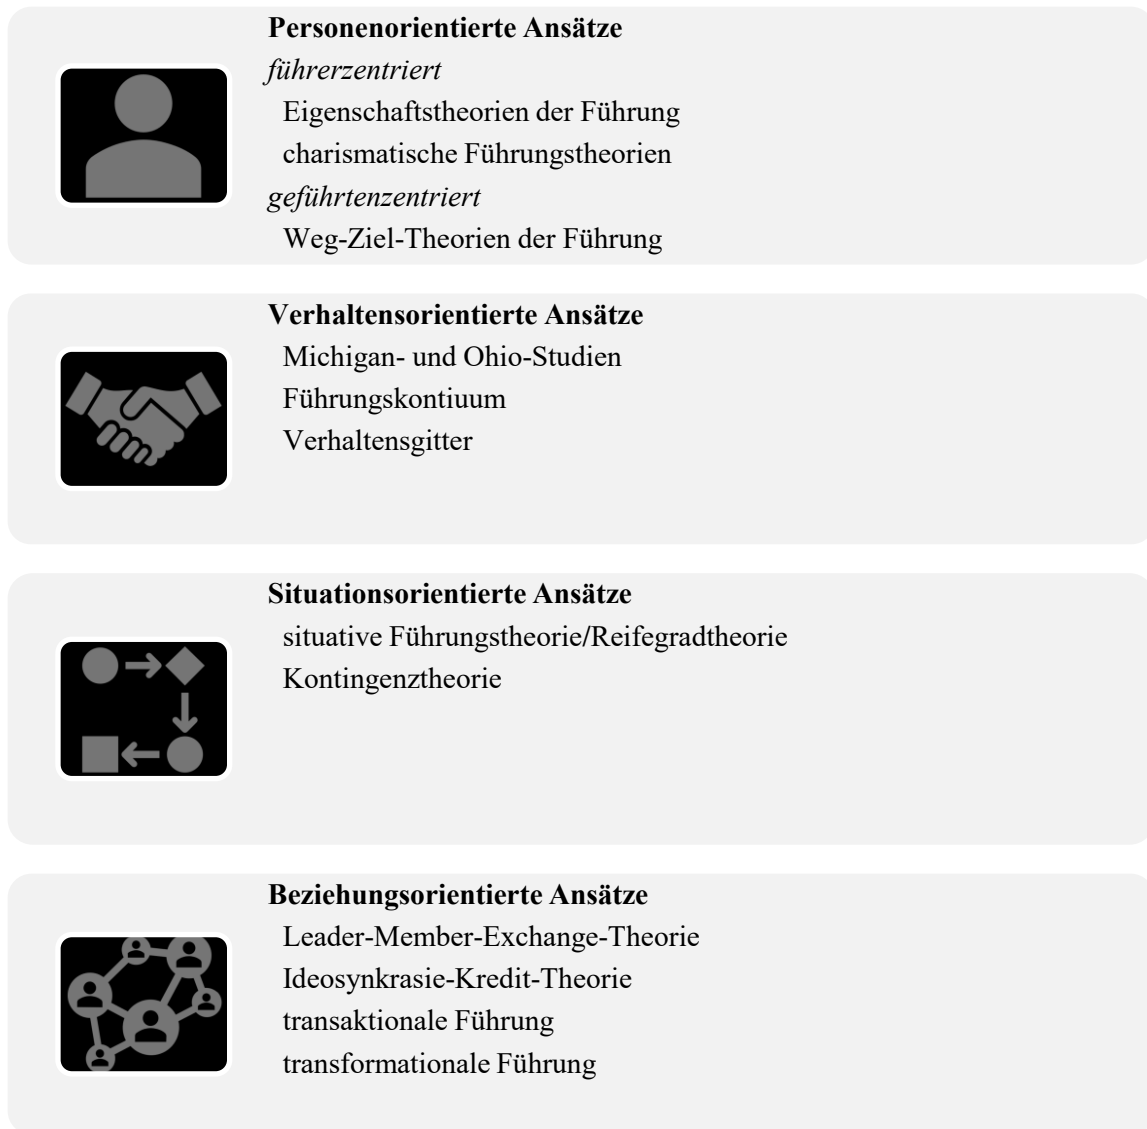 Personenorientierte Ansätze
führerzentriert
Eigenschaftstheorien der Führung
charismatische Führungstheorien
geführtenzentriert
Weg-Ziel-Theorien der Führung
Verhaltensorientierte Ansätze
Michigan- und Ohio-Studien
Führungskontiuum
Verhaltensgitter
Situationsorientierte Ansätze
situative Führungstheorie/Reifegradtheorie
Kontingenztheorie
Beziehungsorientierte Ansätze
Leader-Member-Exchange-Theorie
Ideosynkrasie-Kredit-Theorie
transaktionale Führung
transformationale Führung